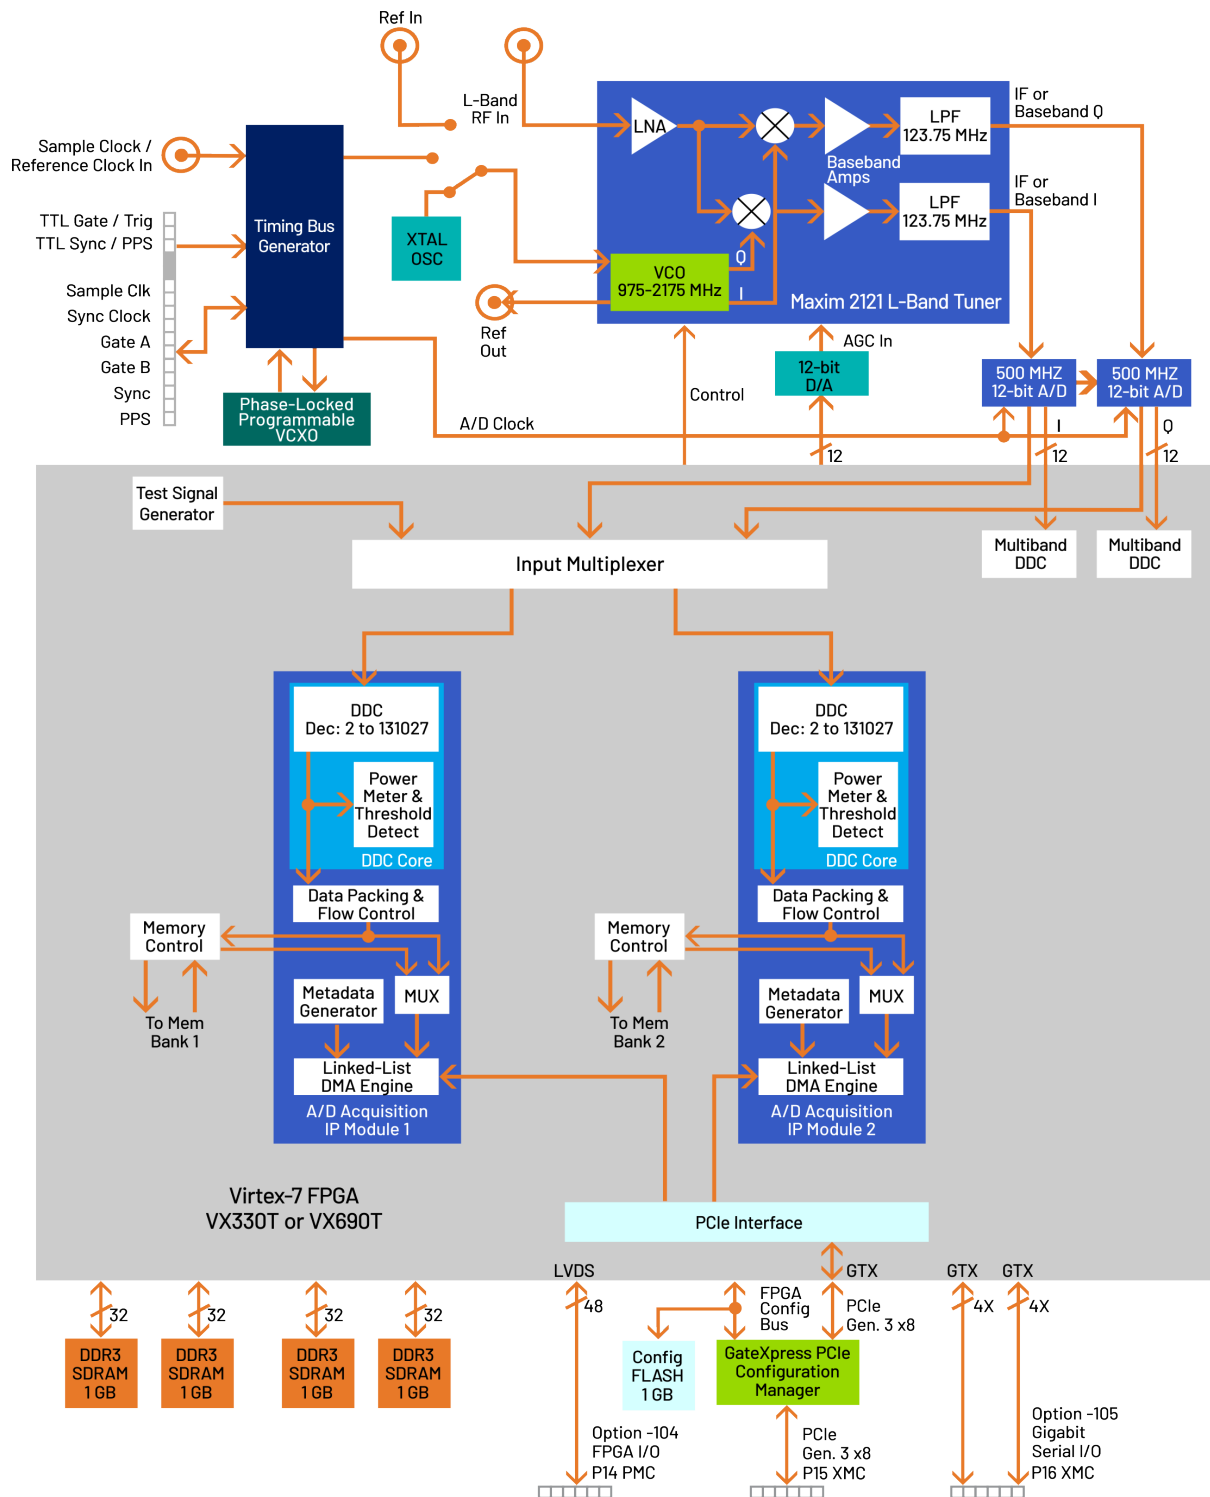 Ref In
L-Band
RF In
Sample Clock /
Reference Clock In
TTL Gate / Trig
TTL Sync / PPS
Sample Clk
Sync Clock
Gate A
Gate B
Sync
PPS
Timing Bus
Generator
Phase-Locked
Programmable
VCXO
XTAL
OSC
Ref
Out
LNA
Baseband
Amps
LPF
123.75 MHz
LPF
123.75 MHz
VCO
975-2175 MHz
Q
I
Maxim 2121 L-Band Tuner
IF or
Baseband Q
IF or
Baseband I
Control
AGC In
12-bit
D/A
12
500 MHZ
12-bit A/D
500 MHZ
12-bit A/D
A/D Clock
I
12
Q
12
Test Signal
Generator
Input Multiplexer
Multiband
DDC
Multiband
DDC
DDC
Dec: 2 to 131027
Power
Meter &
Threshold
Detect
DDC Core
Data Packing &
Flow Control
Memory
Control
To Mem
Bank 1
Metadata
Generator
MUX
Linked-List
DMA Engine
A/D Acquisition
IP Module 1
DDC
Dec: 2 to 131027
Power
Meter &
Threshold
Detect
DDC Core
Data Packing &
Flow Control
Memory
Control
To Mem
Bank 2
Metadata
Generator
MUX
Linked-List
DMA Engine
A/D Acquisition
IP Module 2
Virtex-7 FPGA
VX330T or VX690T
PCIe Interface
LVDS
GTX
GTX
GTX
32
32
32
32
48
FPGA
Config
Bus
PCIe
Gen. 3 x8
4X
4X
DDR3
SDRAM
1 GB
DDR3
SDRAM
1 GB
DDR3
SDRAM
1 GB
DDR3
SDRAM
1 GB
Config
FLASH
1 GB
GateXpress PCIe
Configuration
Manager
Option -104
FPGA I/O
P14 PMC
PCIe
Gen. 3 x8
P15 XMC
Option -105
Gigabit
Serial I/O
P16 XMC